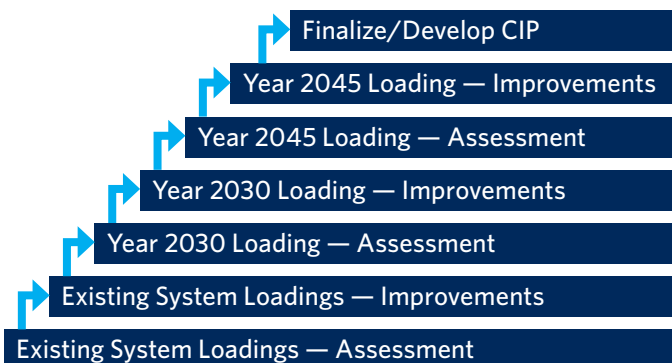 Finalize/Develop CIP
Year 2045 Loading — Improvements
Year 2045 Loading — Assessment
Year 2030 Loading — Improvements
Year 2030 Loading — Assessment
Existing System Loadings — Improvements
Existing System Loadings — Assessment